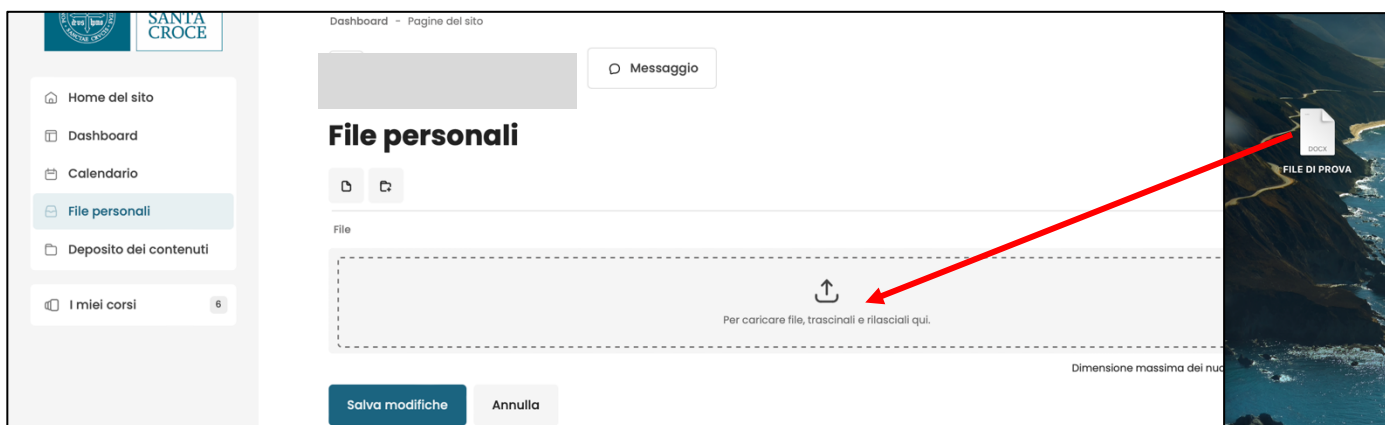 SANTA
CROCE
Home del sito
Dashboard
Calendario
File personali
Deposito dei contenuti
I miei corsi 6
Dashboard - Pagine del sito
Messaggio
File personali
File
Per caricare file, trascinali e rilasciali qui.
Dimensione massima dei nuo
Salva modifiche Annulla
DOCX
FILE DI PROVA